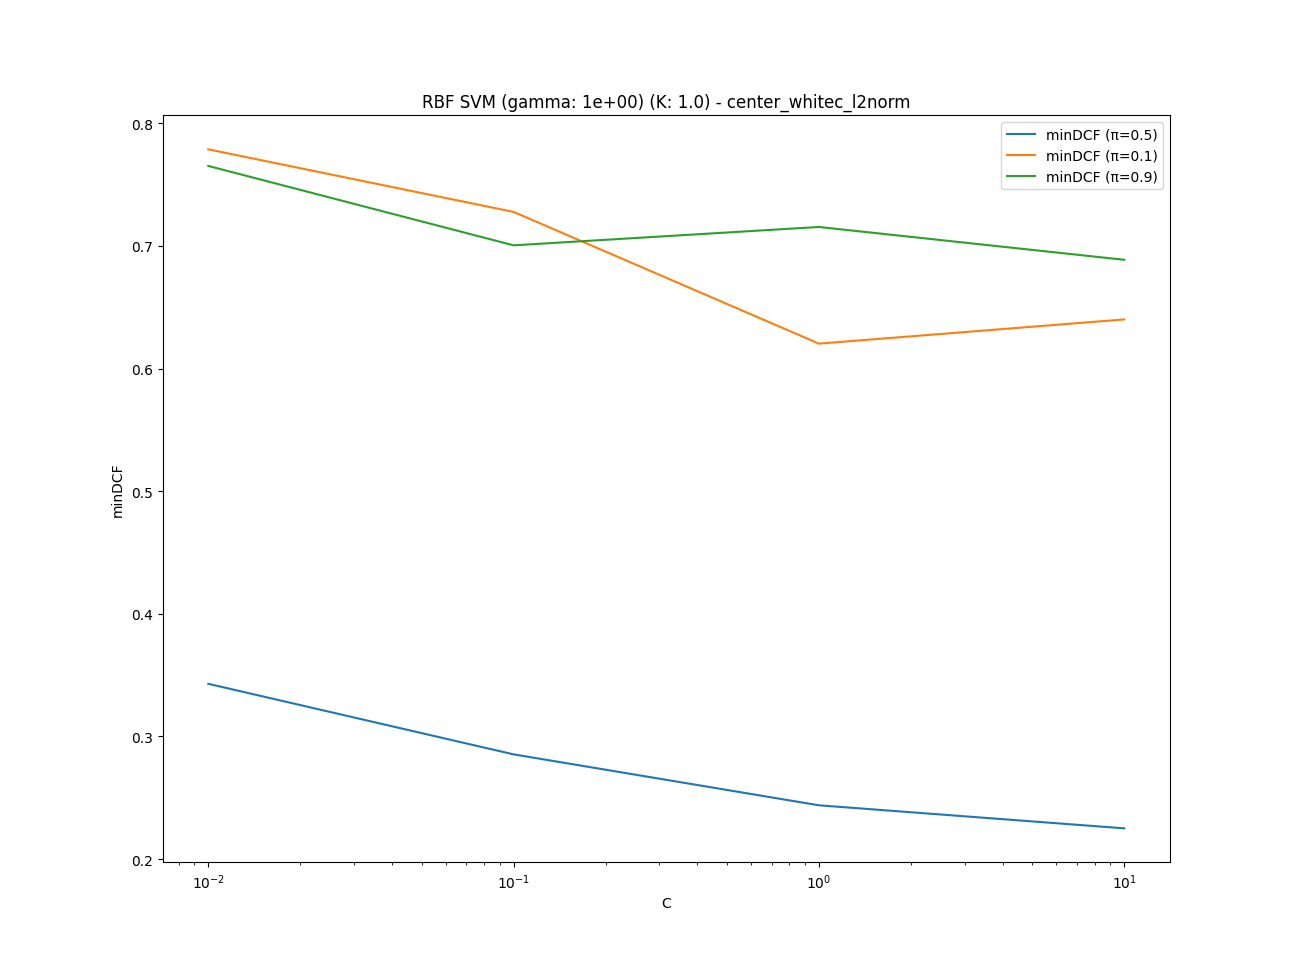 RBF SVM (gamma: 1e+00) (K: 1.0) - center_whitec_l2norm
minDCF (π=0.5)
minDCF (π=0.1)
minDCF (π=0.9)
0.8
0.7
0.6
0.5
0.4
0.3
0.2
minDCF
10⁻² 10⁻¹ 10⁰ 10¹
C